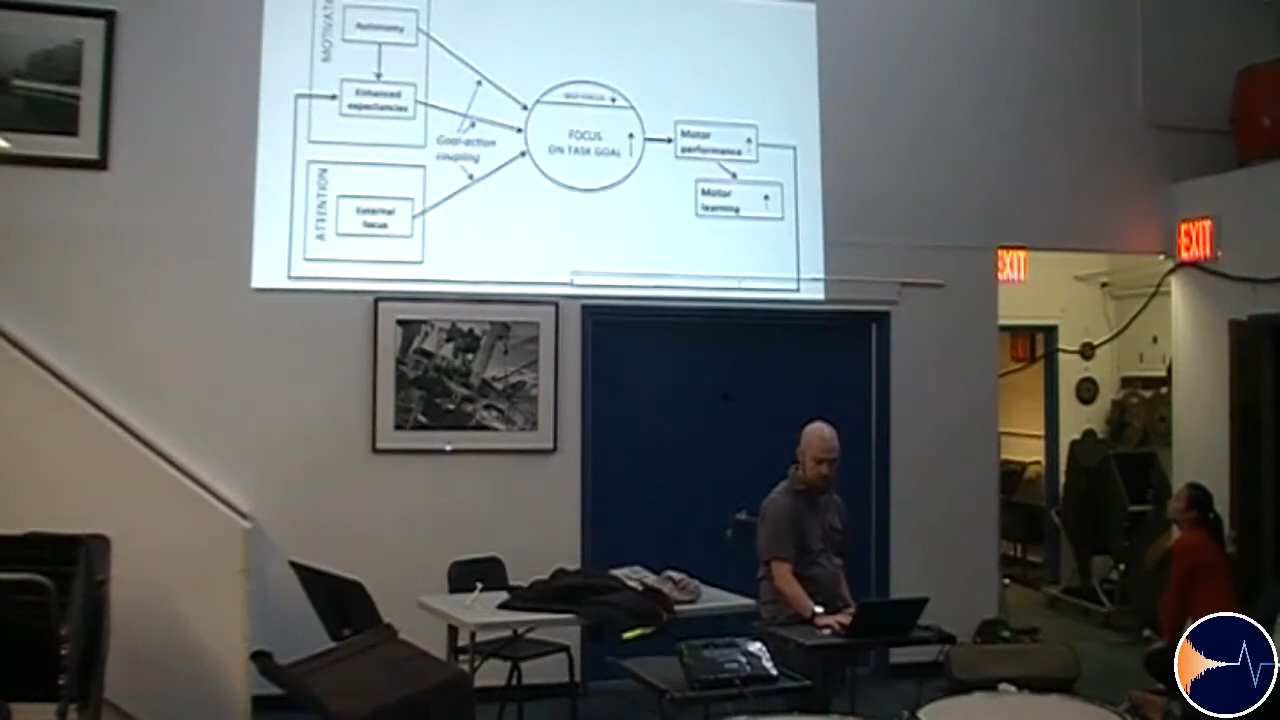 MOTIVAT
Autonomy
Enhanced
expectancies
Goal-action
coupling
FOCUS
ON TASK GOAL
Motor
performance
Motor
learning
ATTENTION
External
focus
EXIT
EXIT